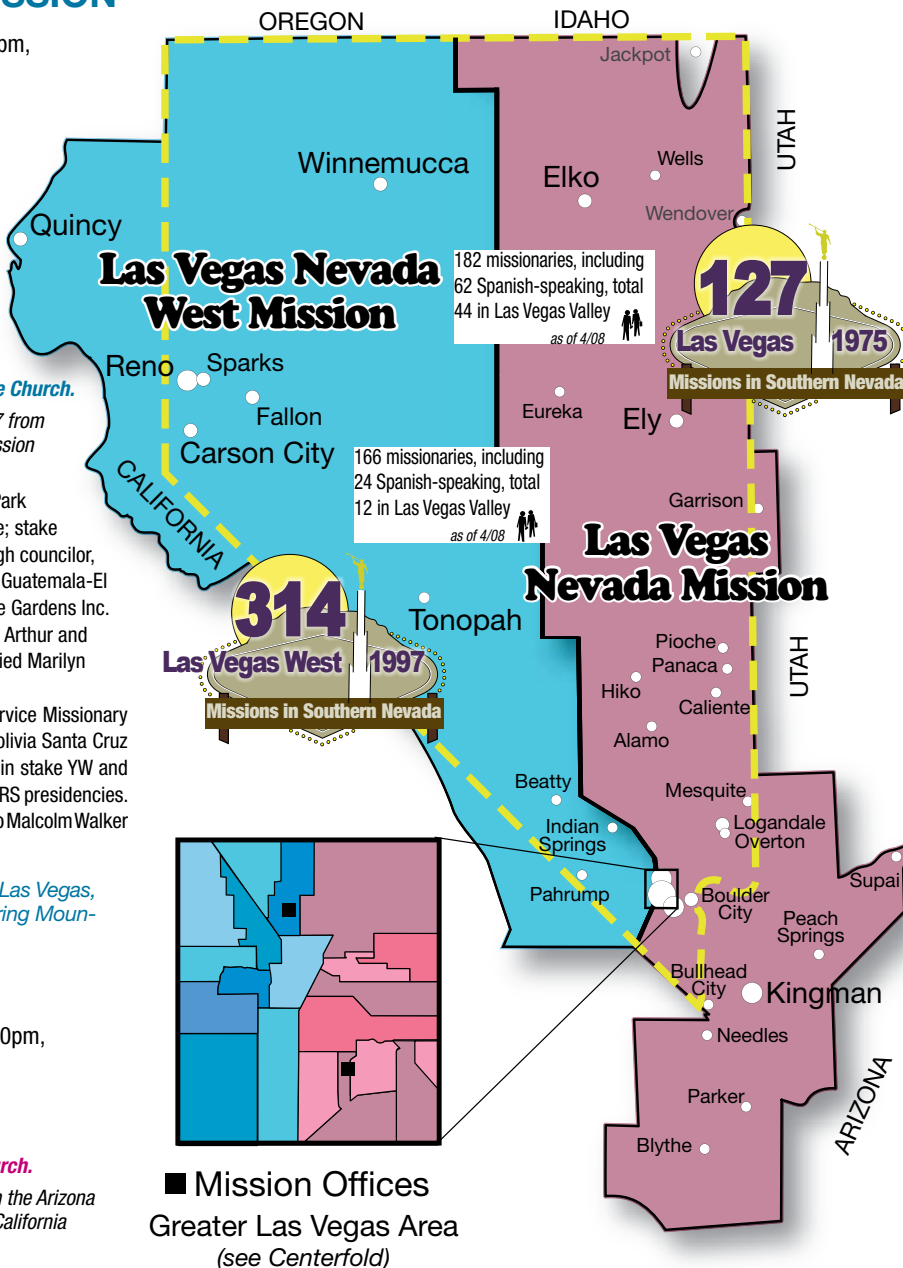 SSION
pm,
e Church.
7 from
ssion
Park
e; stake
gh councilor,
Guatemala-El
e Gardens Inc.
Arthur and
ied Marilyn
rvice Missionary
olivia Santa Cruz
in stake YW and
RS presidencies.
o Malcolm Walker
Las Vegas,
ring Moun-
0pm,
urch.
n the Arizona
California
OREGON
IDAHO
Jackpot
UTAH
Winnemucca
Elko
Wells
Wendover
Quincy
Las Vegas Nevada
West Mission
182 missionaries, including
62 Spanish-speaking, total
44 in Las Vegas Valley
as of 4/08
127
Las Vegas 1975
Missions in Southern Nevada
Reno
Sparks
Fallon
Carson City
Eureka
Ely
CALIFORNIA
166 missionaries, including
24 Spanish-speaking, total
12 in Las Vegas Valley
as of 4/08
Garrison
Las Vegas
Nevada Mission
314
Las Vegas West 1997
Missions in Southern Nevada
Tonopah
Pioche
Panaca
Hiko
Caliente
Alamo
UTAH
Beatty
Indian
Springs
Pahrump
Mesquite
Logandale
Overton
Boulder
City
Supai
Peach
Springs
Bullhead
City
Kingman
Needles
Parker
Blythe
ARIZONA
Mission Offices
Greater Las Vegas Area
(see Centerfold)